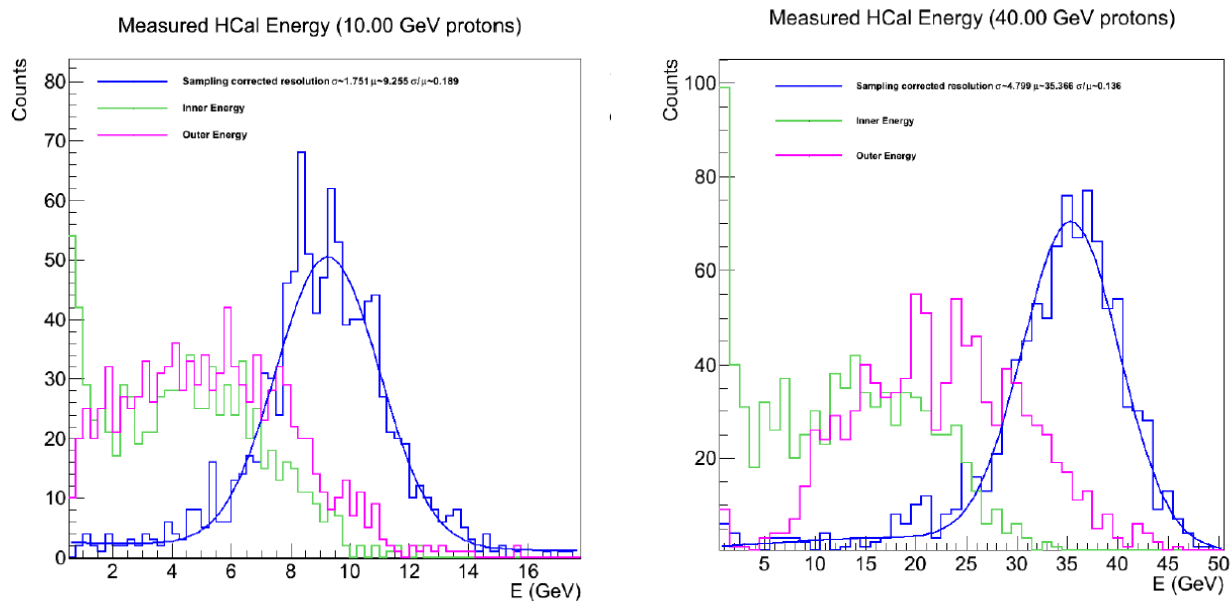 Measured HCal Energy (10.00 GeV protons)
Counts
80
70
60
50
40
30
20
10
0
Sampling corrected resolution σ~1.751 μ~9.255 σ/μ~0.189
Inner Energy
Outer Energy
2 4 6 8 10 12 14 16
E (GeV)
Measured HCal Energy (40.00 GeV protons)
Counts
100
80
60
40
20
Sampling corrected resolution σ~4.799 μ~35.366 σ/μ~0.136
Inner Energy
Outer Energy
5 10 15 20 25 30 35 40 45 50
E (GeV)